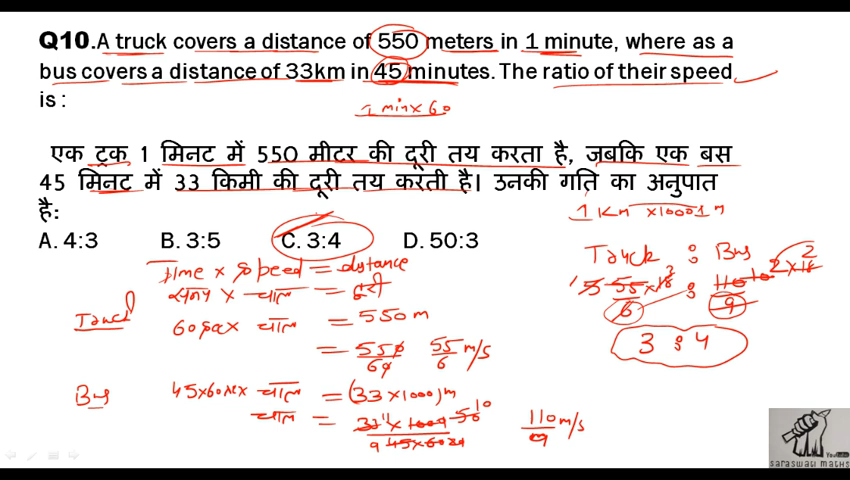 Q10.A truck covers a distance of 550 meters in 1 minute, where as a
bus covers a distance of 33km in 45 minutes. The ratio of their speed
is :
1 min x 60
एक ट्रक 1 मिनट में 550 मीटर की दूरी तय करता है, जबकि एक बस
45 मिनट में 33 किमी की दूरी तय करती है। उनकी गति का अनुपात
है:
1 Km x1000
A. 4:3 B. 3:5 C. 3:4 D. 50:3
Time x speed = distance
समय x चाल = दूरी
Truck
60 x चाल = 550 m
= 550/60 55/6 m/s
Bus
45x60 x चाल = (33 x1000) m
चाल =
110/9 m/s
Truck : Bus
3 : 4
YouTube
saraswati maths